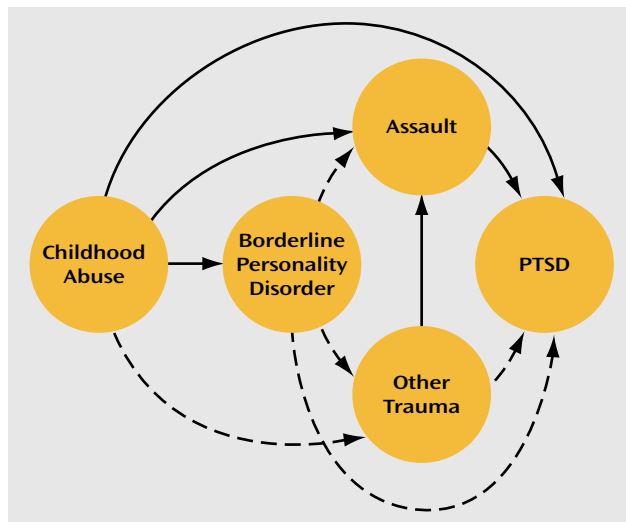 Assault
Childhood
Abuse
Borderline
Personality
Disorder
PTSD
Other
Trauma